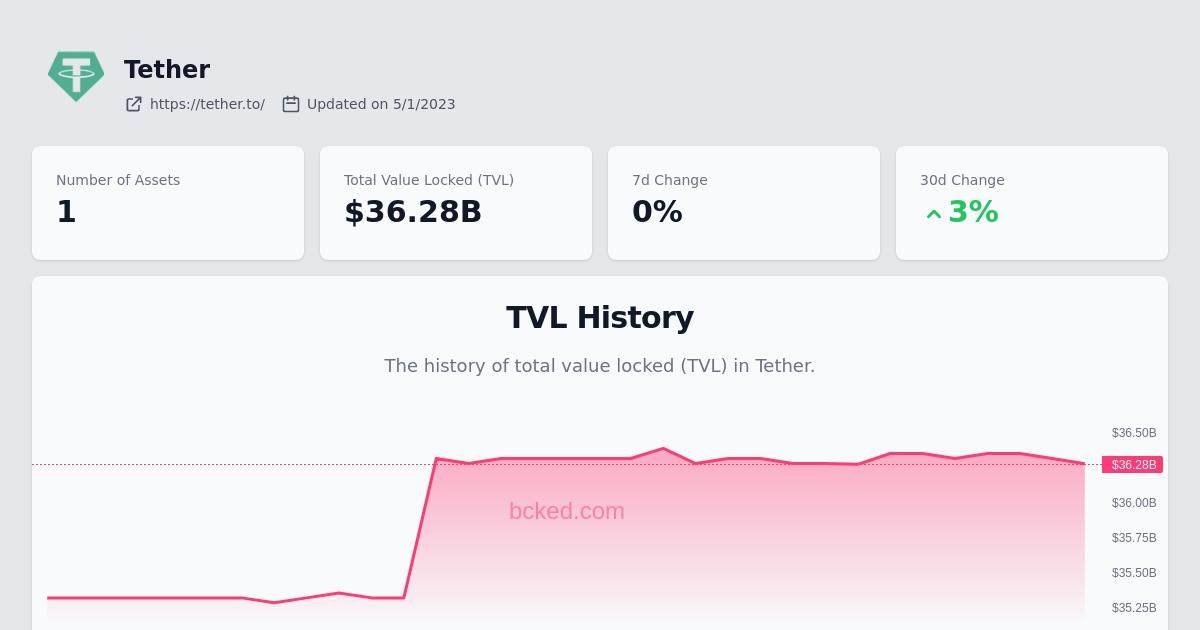 Tether
https://tether.to/ Updated on 5/1/2023
Number of Assets
1
Total Value Locked (TVL)
$36.28B
7d Change
0%
30d Change
3%
TVL History
The history of total value locked (TVL) in Tether.
$36.50B
$36.28B
$36.00B
$35.75B
$35.50B
$35.25B
bcked.com